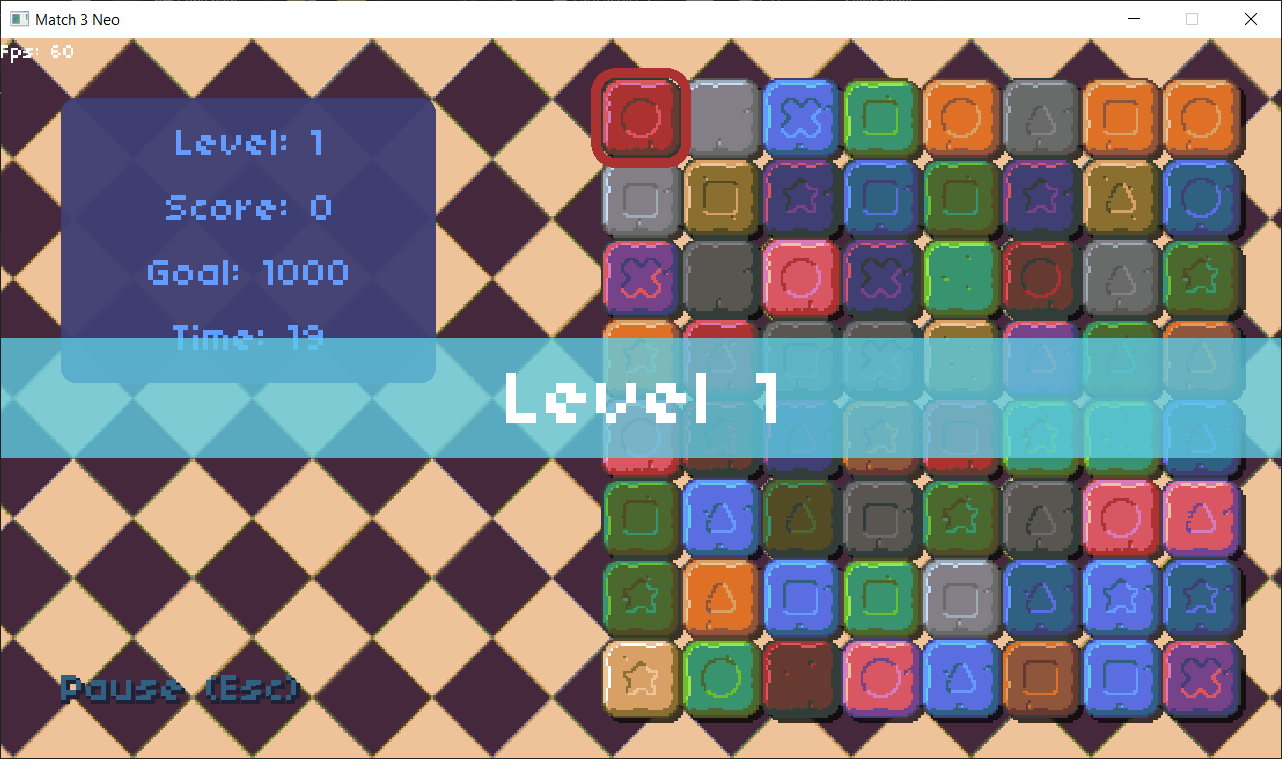 Match 3 Neo
Fps: 60
Level: 1
Score: 0
Goal: 1000
Time: 19
Level 1
Pause (Esc)